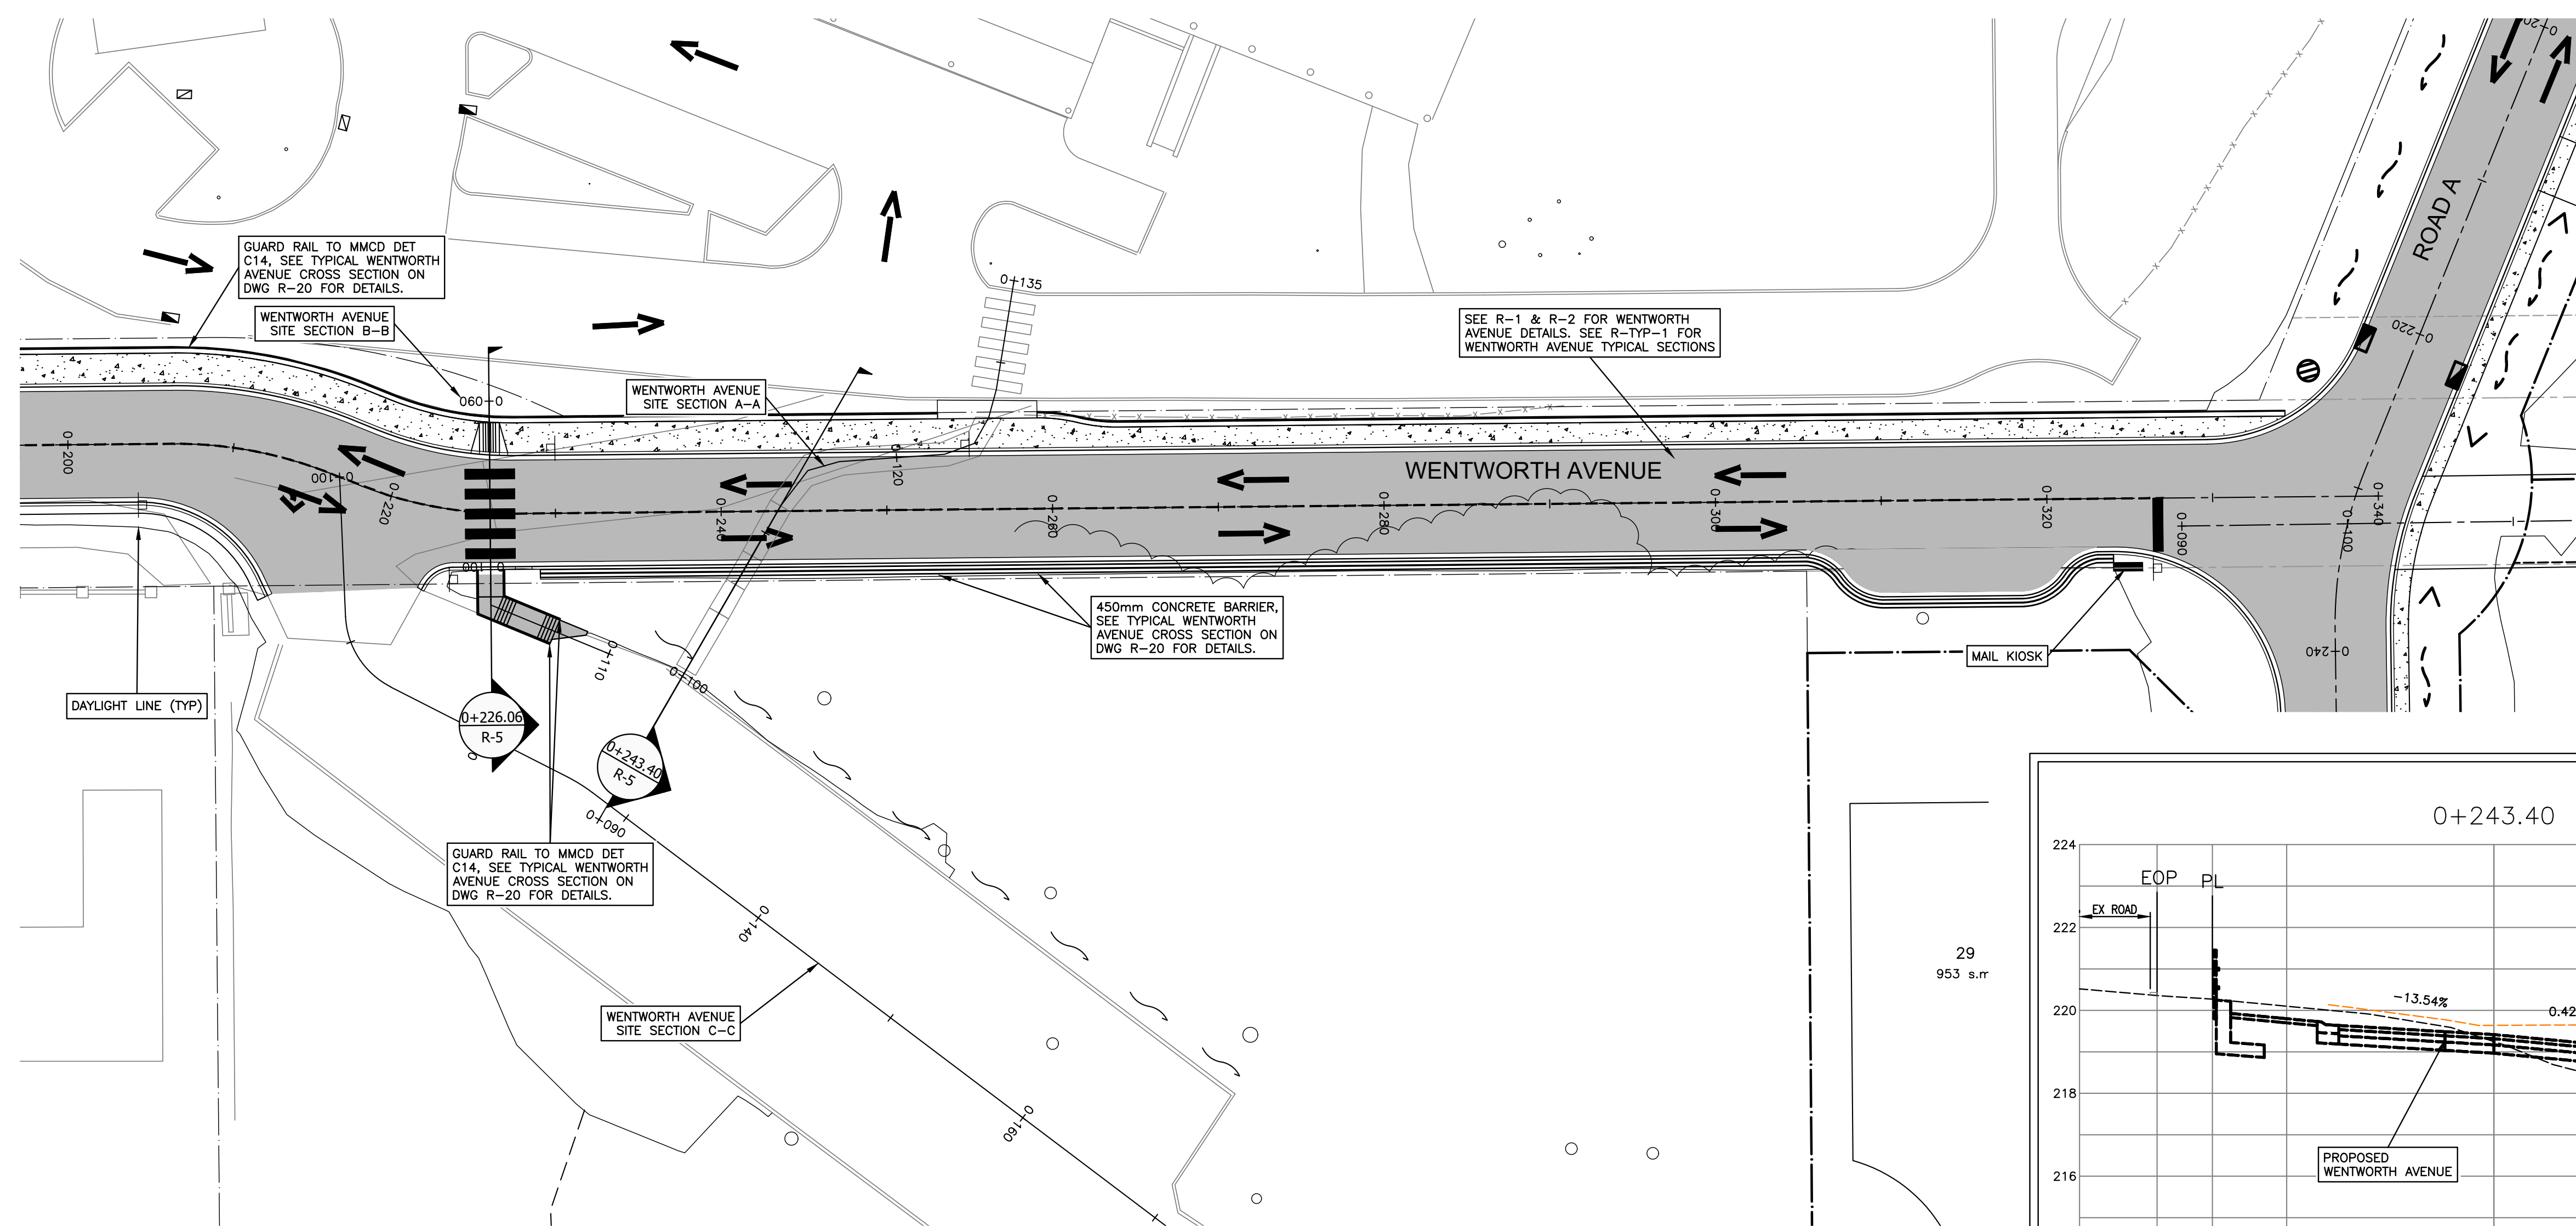 GUARD RAIL TO MMCD DET
C14, SEE TYPICAL WENTWORTH
AVENUE CROSS SECTION ON
DWG R-20 FOR DETAILS.
WENTWORTH AVENUE
SITE SECTION B-B
WENTWORTH AVENUE
SITE SECTION A-A
0+135
SEE R-1 & R-2 FOR WENTWORTH
AVENUE DETAILS. SEE R-TYP-1 FOR
WENTWORTH AVENUE TYPICAL SECTIONS
ROAD A
0+220
0+090
WENTWORTH AVENUE
0+200
0+100
0+220
0+240
0+120
0+260
0+280
0+300
0+320
0+340
0+090
0+100
0+240
0+110
0+100
450mm CONCRETE BARRIER,
SEE TYPICAL WENTWORTH
AVENUE CROSS SECTION ON
DWG R-20 FOR DETAILS.
MAIL KIOSK
DAYLIGHT LINE (TYP)
0+226.06
R-5
0+243.40
R-5
0+090
GUARD RAIL TO MMCD DET
C14, SEE TYPICAL WENTWORTH
AVENUE CROSS SECTION ON
DWG R-20 FOR DETAILS.
0+140
WENTWORTH AVENUE
SITE SECTION C-C
0+160
29
953 s.m
0+243.40
224
EOP
PL
EX ROAD
222
220
-13.54%
0.42
218
216
PROPOSED
WENTWORTH AVENUE